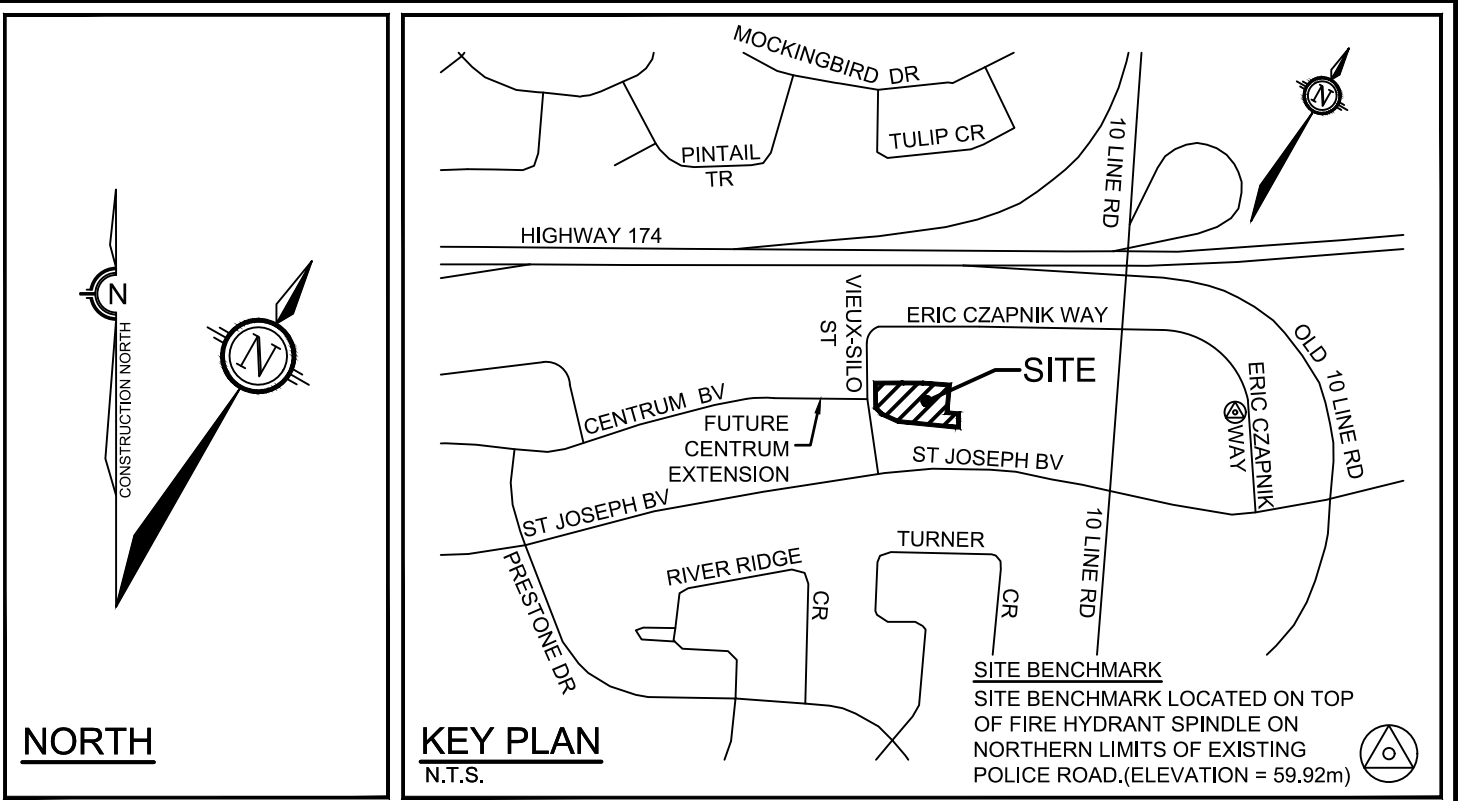 N
CONSTRUCTION NORTH
N
NORTH
MOCKINGBIRD DR
N
10 LINE RD
TULIP CR
PINTAIL
TR
HIGHWAY 174
VIEUX-SILO
ST
ERIC CZAPNIK WAY
OLD 10 LINE RD
SITE
ERIC CZAPNIK
WAY
CENTRUM BV
FUTURE
CENTRUM
EXTENSION
ST JOSEPH BV
ST JOSEPH BV
10 LINE RD
TURNER
CR
RIVER RIDGE
CR
PRESTONE DR
SITE BENCHMARK
SITE BENCHMARK LOCATED ON TOP
OF FIRE HYDRANT SPINDLE ON
NORTHERN LIMITS OF EXISTING
POLICE ROAD.(ELEVATION = 59.92m)
KEY PLAN
N.T.S.